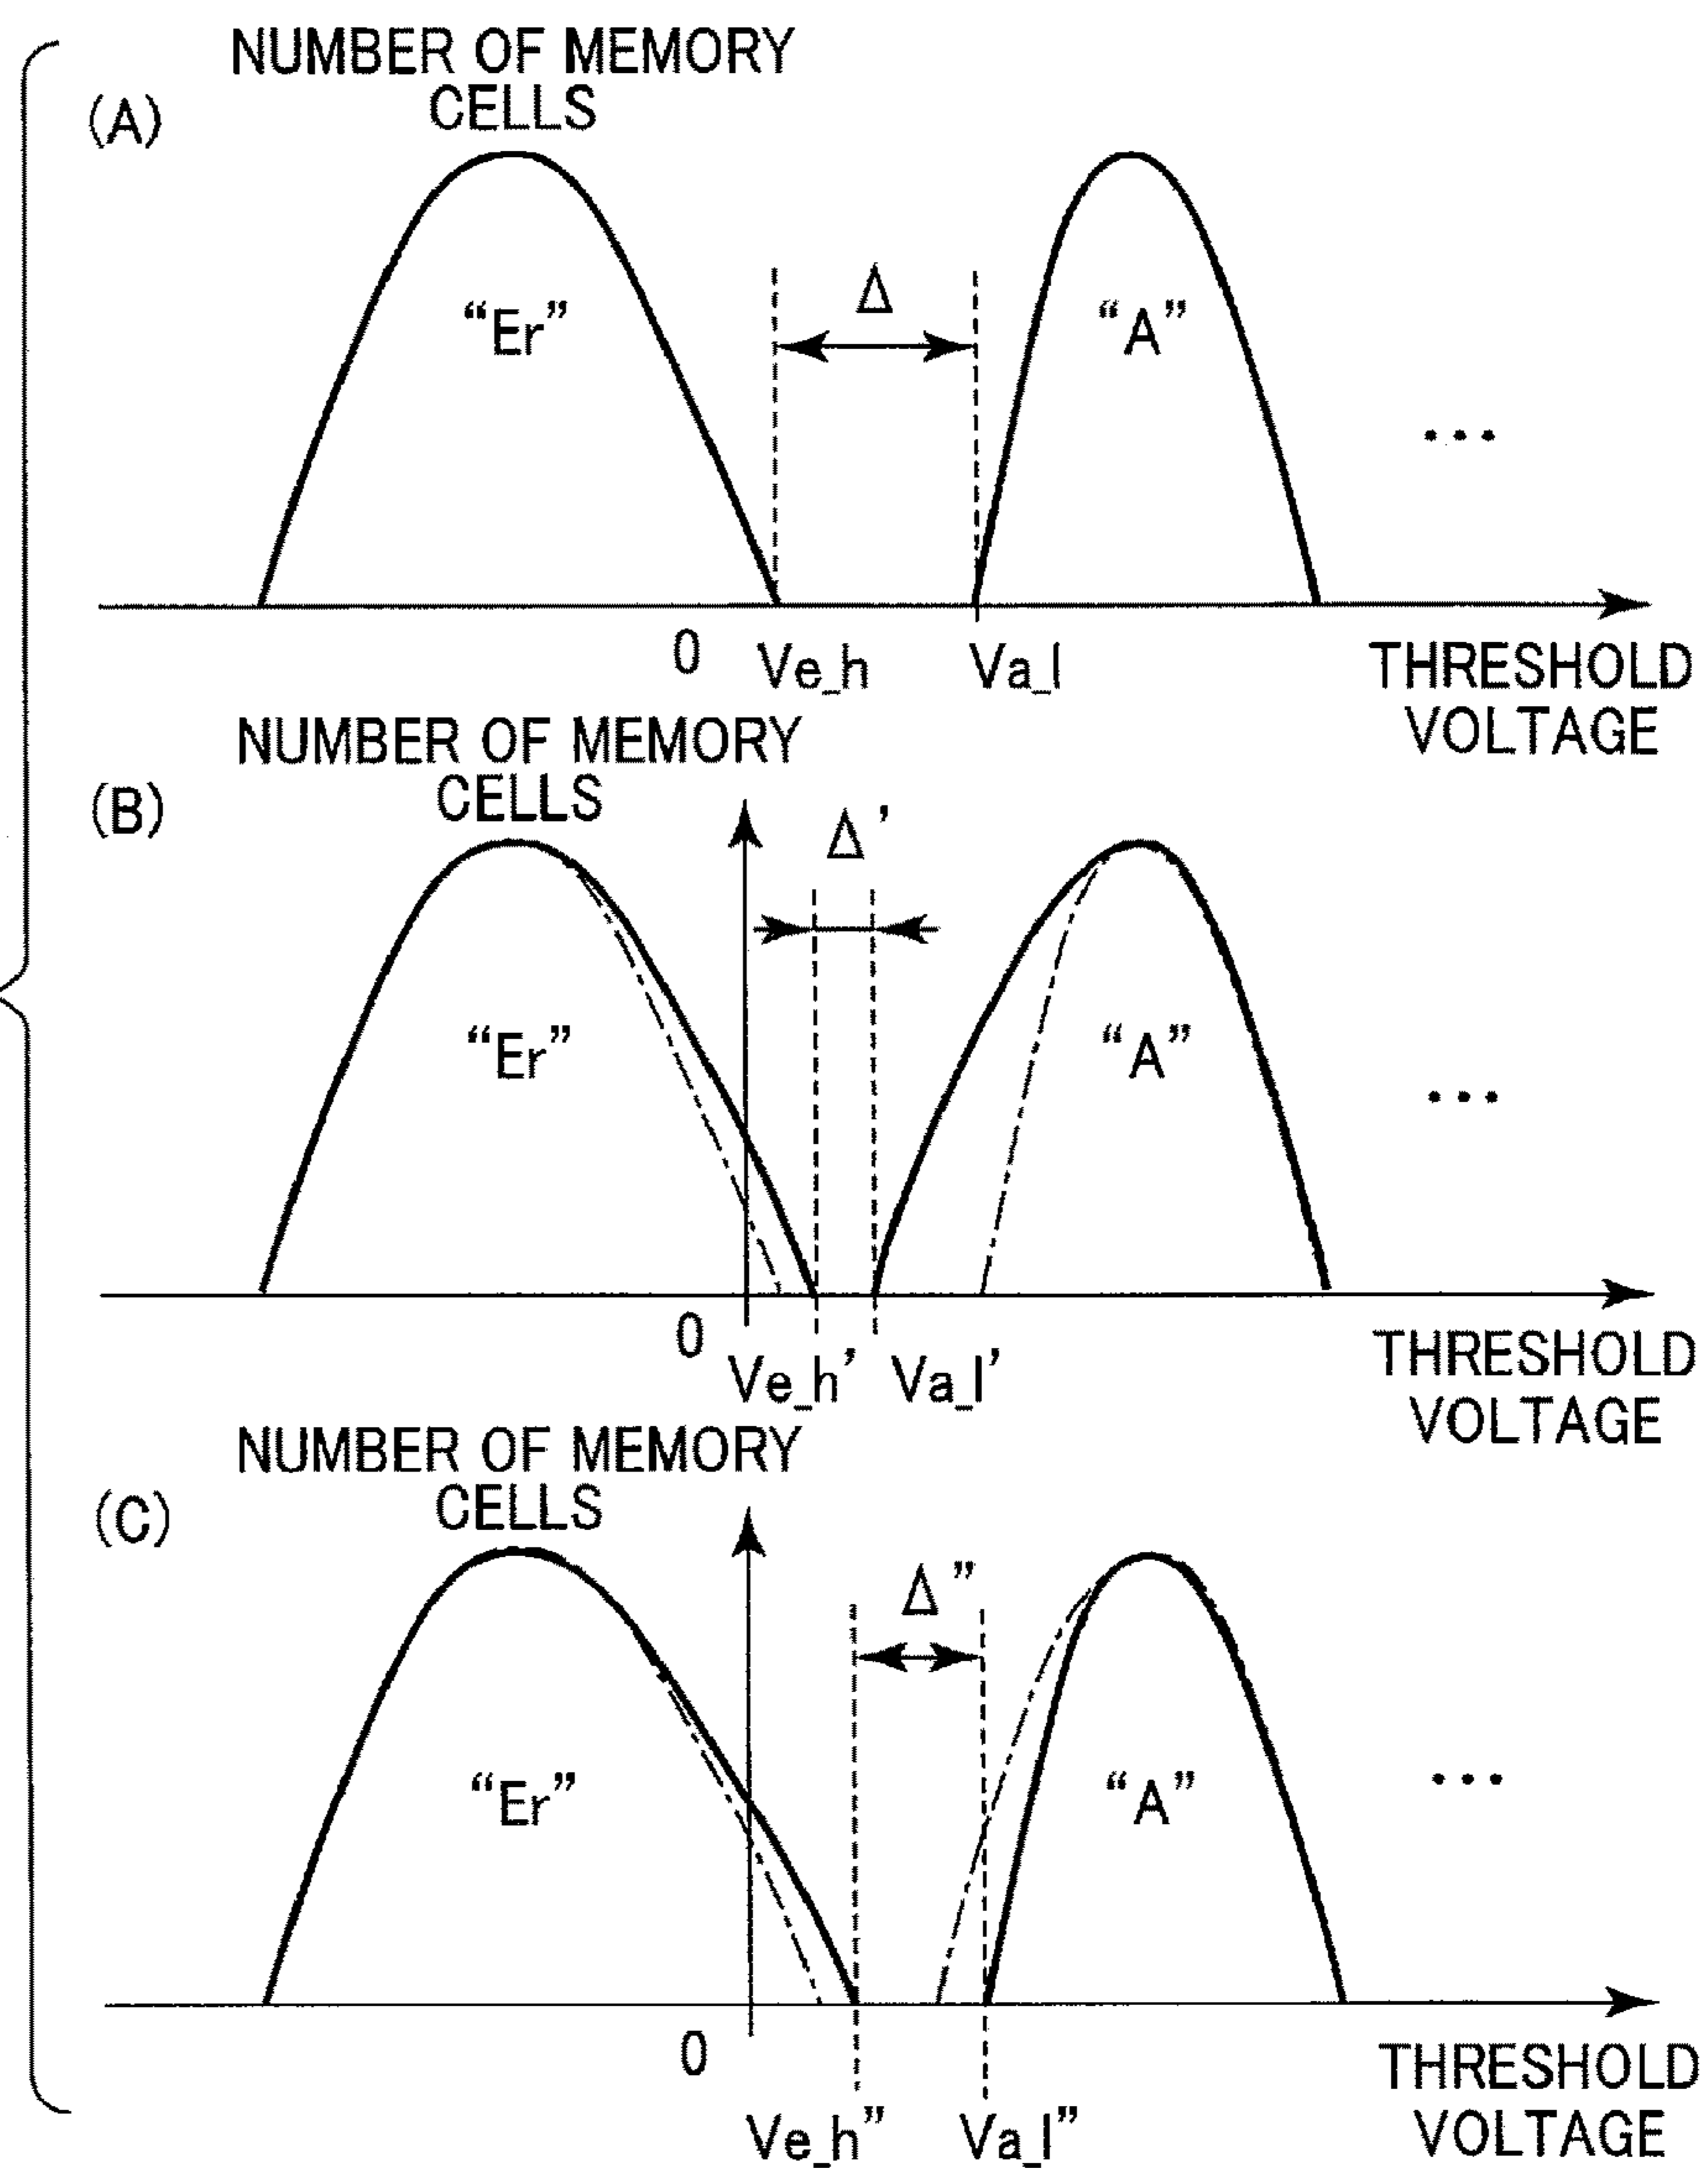 NUMBER OF MEMORY
CELLS
(A)
Δ
“Er”
“A”
...
0
Ve_h
Va_l
THRESHOLD
VOLTAGE
NUMBER OF MEMORY
CELLS
(B)
Δ’
“Er”
“A”
...
0
Ve_h’
Va_l’
THRESHOLD
VOLTAGE
NUMBER OF MEMORY
CELLS
(C)
Δ”
“Er”
“A”
...
0
Ve_h”
Va_l”
THRESHOLD
VOLTAGE